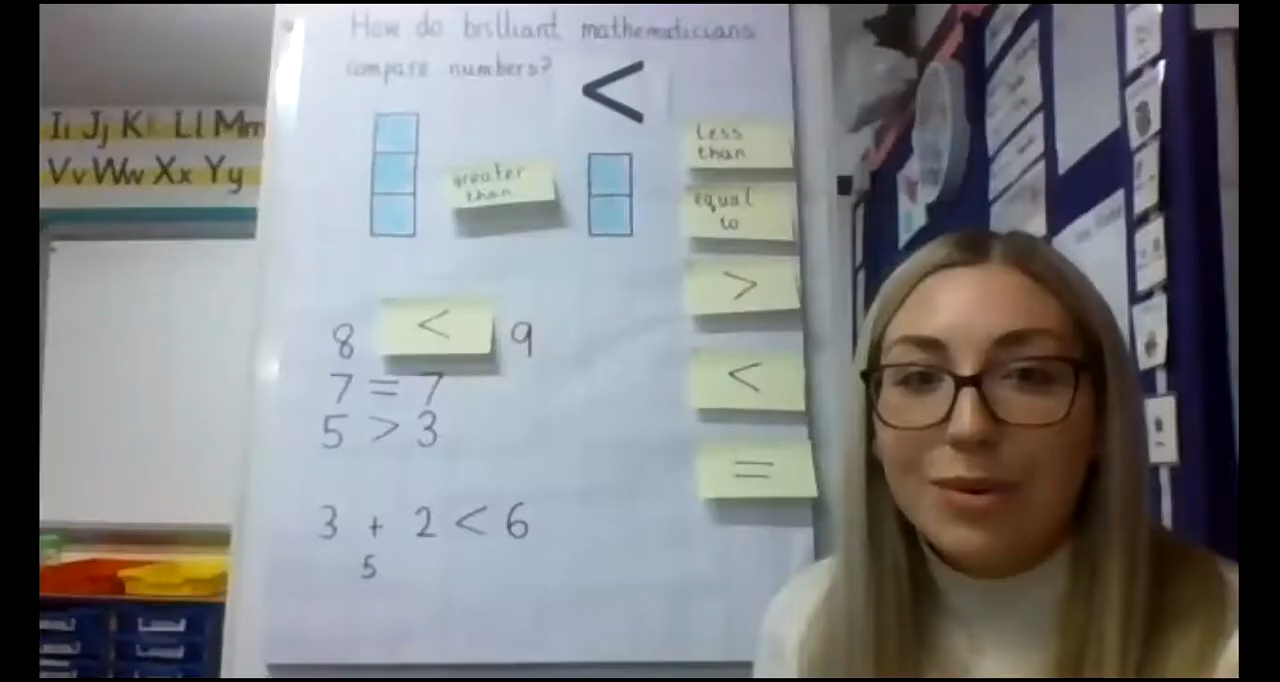 How do brilliant mathematicians
compare numbers?
<
Ii Jj Kk Ll Mm
Vv Ww Xx Yy
greater
than
less
than
equal
to
>
<
=
8 < 9
7 = 7
5 > 3
3 + 2 < 6
5